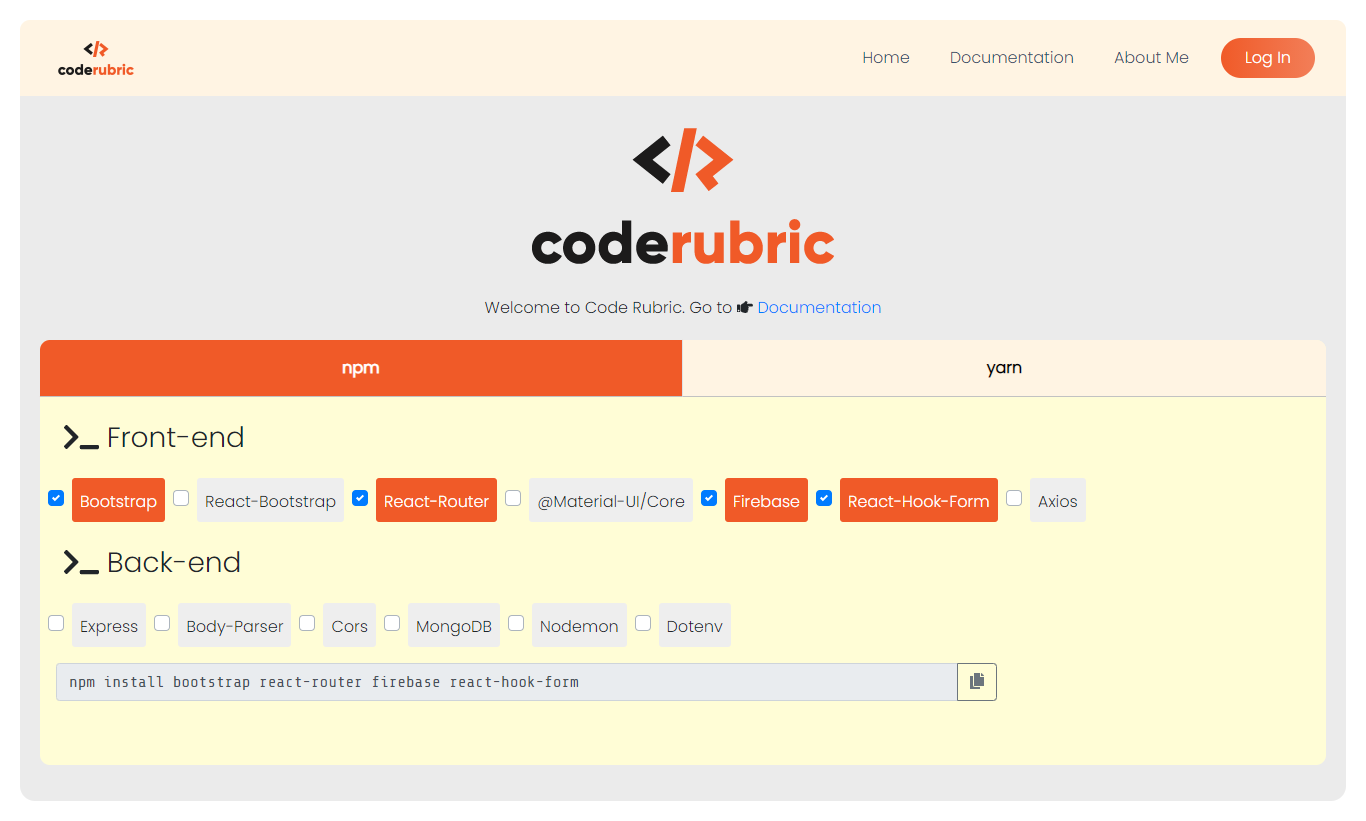 coderubric
Home Documentation About Me Log In
coderubric
Welcome to Code Rubric. Go to Documentation
npm yarn
Front-end
Bootstrap React-Bootstrap React-Router @Material-UI/Core Firebase React-Hook-Form Axios
Back-end
Express Body-Parser Cors MongoDB Nodemon Dotenv
npm install bootstrap react-router firebase react-hook-form